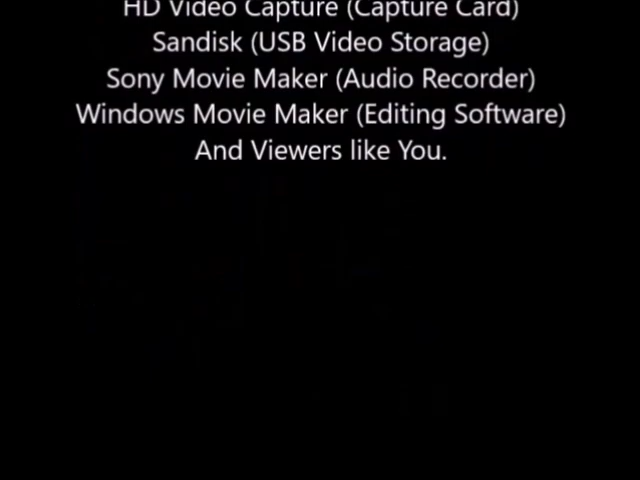 HD Video Capture (Capture Card)
Sandisk (USB Video Storage)
Sony Movie Maker (Audio Recorder)
Windows Movie Maker (Editing Software)
And Viewers like You.